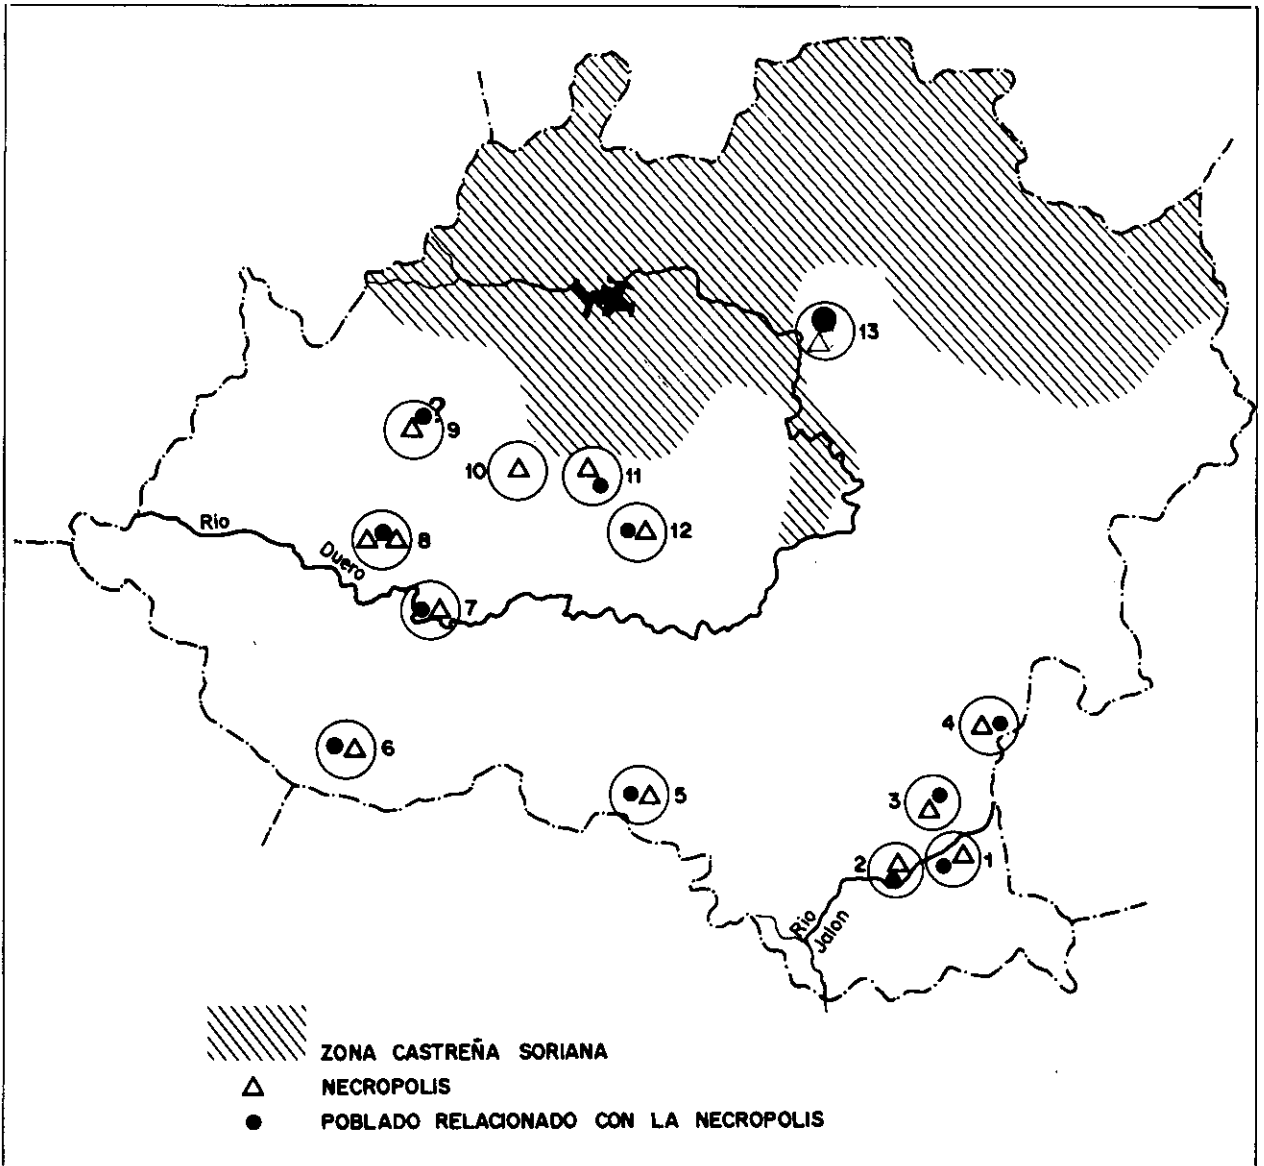 13
?
9
10
11
Rio
Duero
8
12
7
4
6
5
3
2
1
Rio
Jalon
ZONA CASTREÑA SORIANA
NECROPOLIS
POBLADO RELACIONADO CON LA NECROPOLIS